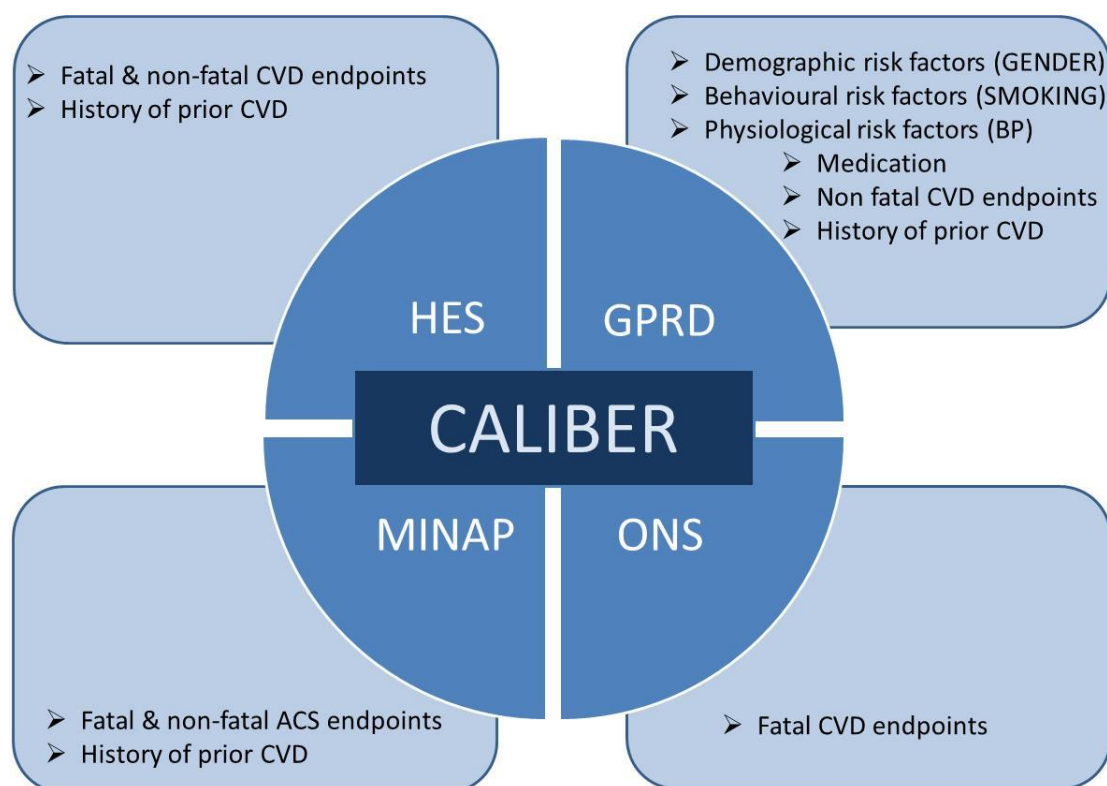 ➢ Fatal & non-fatal CVD endpoints
➢ History of prior CVD
➢ Demographic risk factors (GENDER)
➢ Behavioural risk factors (SMOKING)
➢ Physiological risk factors (BP)
➢ Medication
➢ Non fatal CVD endpoints
➢ History of prior CVD
HES
GPRD
CALIBER
MINAP
ONS
➢ Fatal & non-fatal ACS endpoints
➢ History of prior CVD
➢ Fatal CVD endpoints